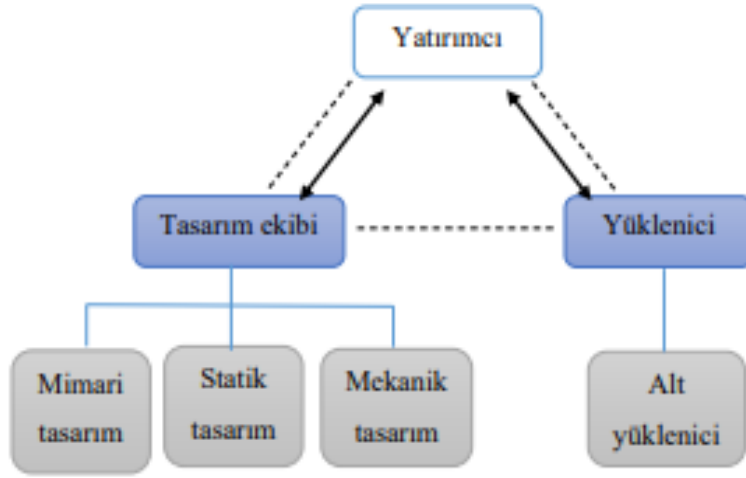 Yatırımcı
Tasarım ekibi
Yüklenici
Mimari
tasarım
Statik
tasarım
Mekanik
tasarım
Alt
yüklenici